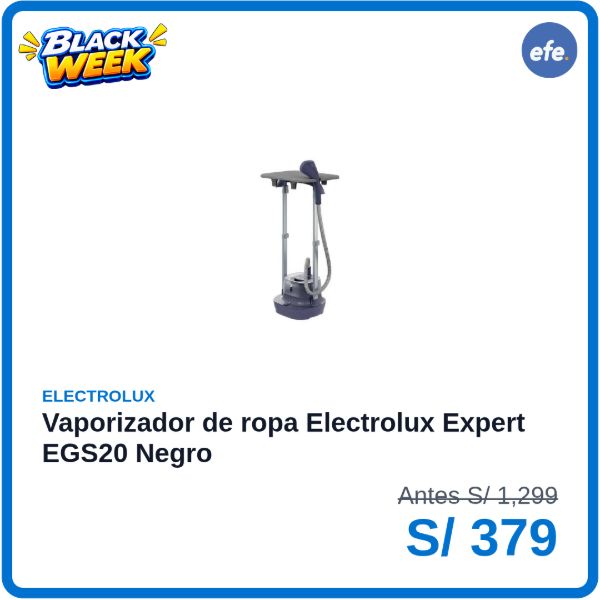 BLACK
WEEK
efe.
ELECTROLUX
Vaporizador de ropa Electrolux Expert
EGS20 Negro
Antes S/ 1,299
S/ 379